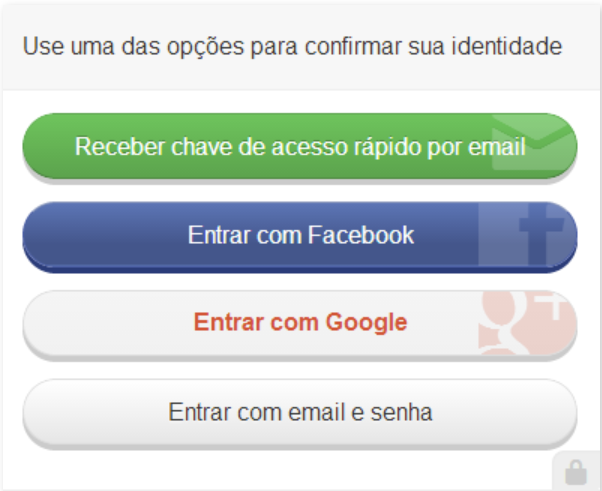 Use uma das opções para confirmar sua identidade
Receber chave de acesso rápido por email
Entrar com Facebook
Entrar com Google
Entrar com email e senha